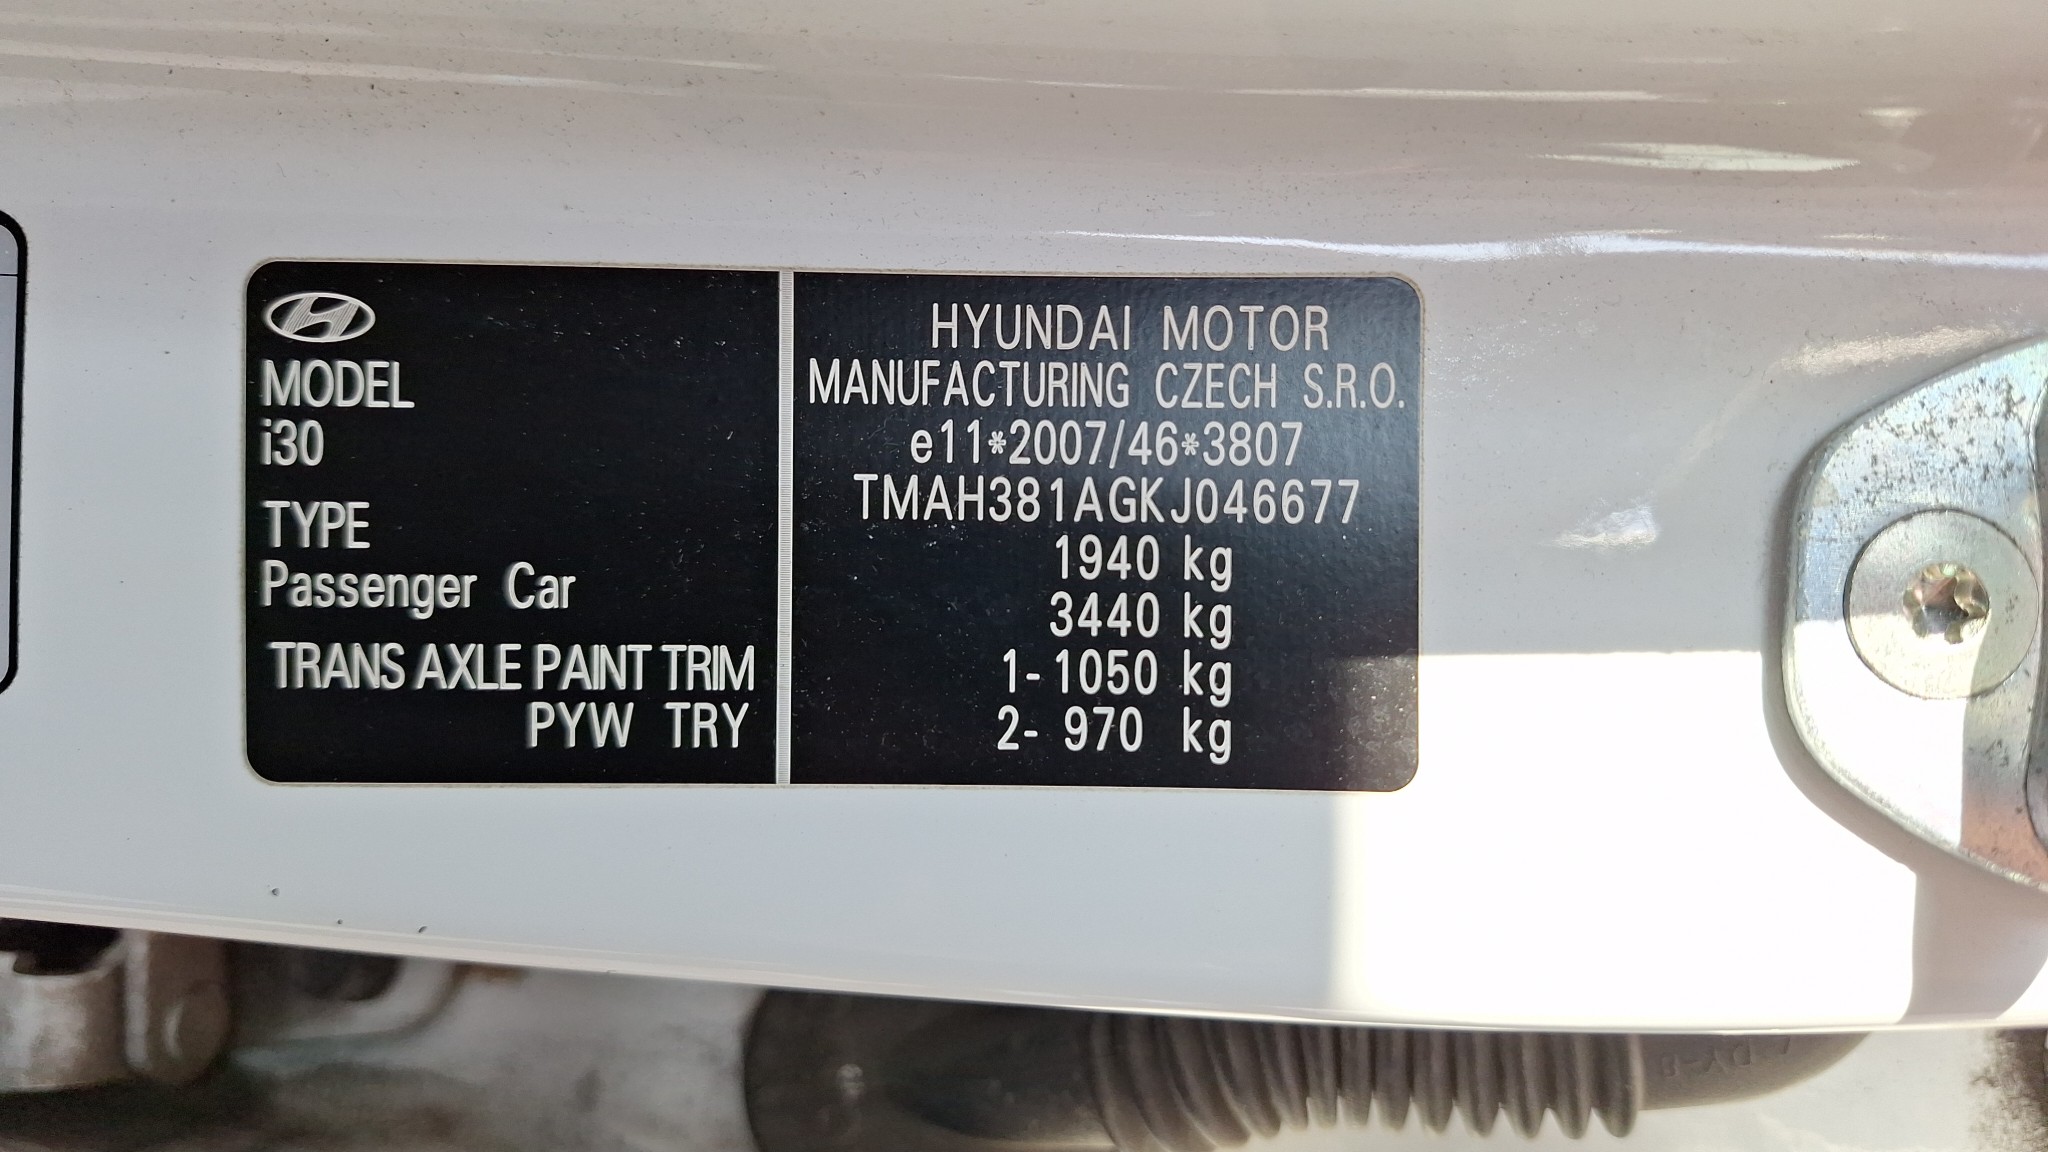 MODEL
i30
TYPE
Passenger Car
TRANS AXLE PAINT TRIM
PYW TRY
HYUNDAI MOTOR
MANUFACTURING CZECH S.R.O.
e11*2007/46*3807
TMAH381AGKJ046677
1940 kg
3440 kg
1- 1050 kg
2- 970 kg